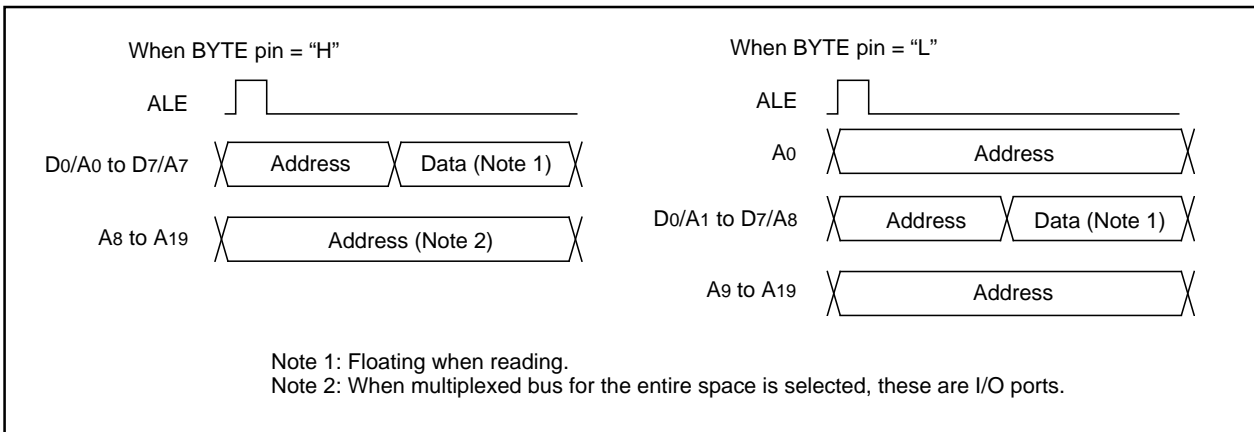 When BYTE pin = “H”
ALE
D0/A0 to D7/A7
Address
Data (Note 1)
A8 to A19
Address (Note 2)
When BYTE pin = “L”
ALE
A0
Address
D0/A1 to D7/A8
Address
Data (Note 1)
A9 to A19
Address
Note 1: Floating when reading.
Note 2: When multiplexed bus for the entire space is selected, these are I/O ports.